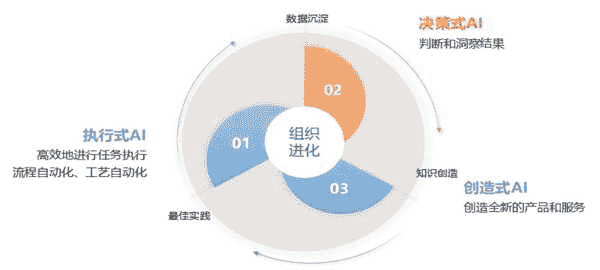 数据沉淀
决策式AI
判断和洞察结果
02
执行式AI
高效地进行任务执行
流程自动化、工艺自动化
01
组织
进化
03
知识创造
创造式AI
创造全新的产品和服务
最佳实践